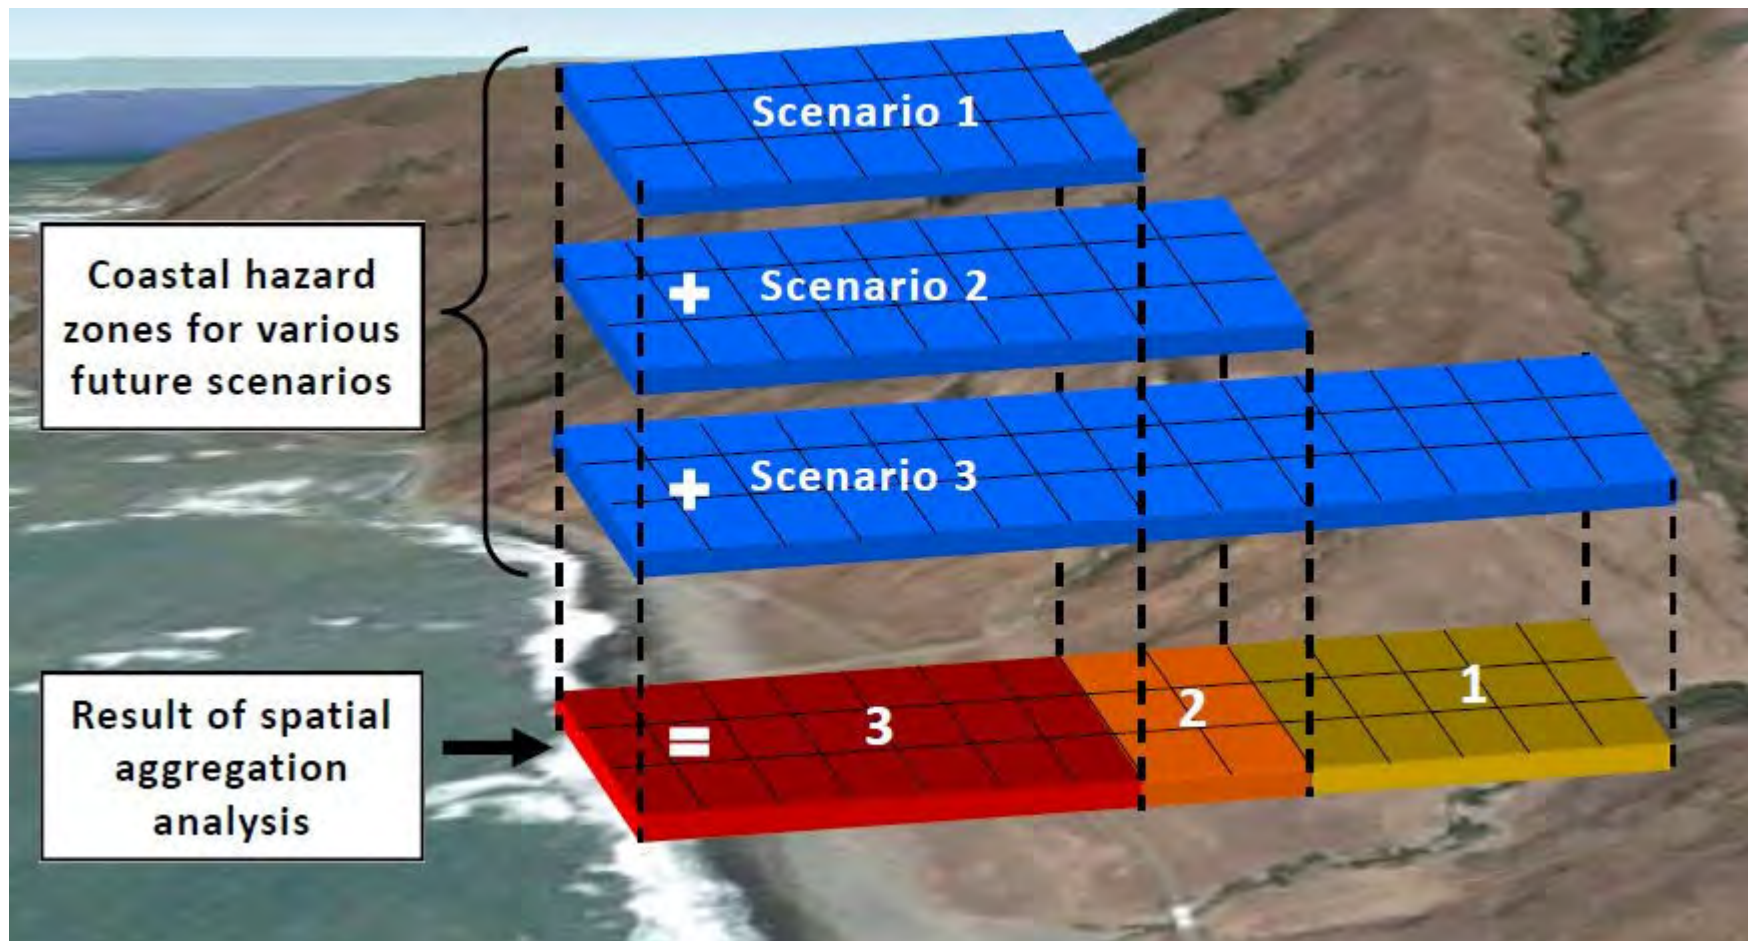 Scenario 1
Coastal hazard
zones for various
future scenarios
+ Scenario 2
+ Scenario 3
Result of spatial
aggregation
analysis
= 3
2
1